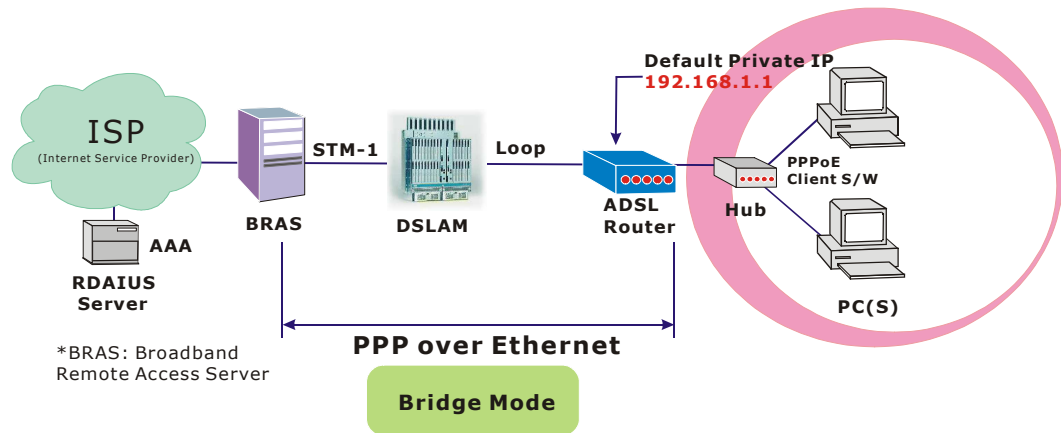 ISP
(Internet Service Provider)
AAA
RDAIUS
Server
*BRAS: Broadband
Remote Access Server
BRAS
STM-1
DSLAM
Loop
Default Private IP
192.168.1.1
ADSL
Router
Hub
PPPoE
Client S/W
PC(S)
PPP over Ethernet
Bridge Mode